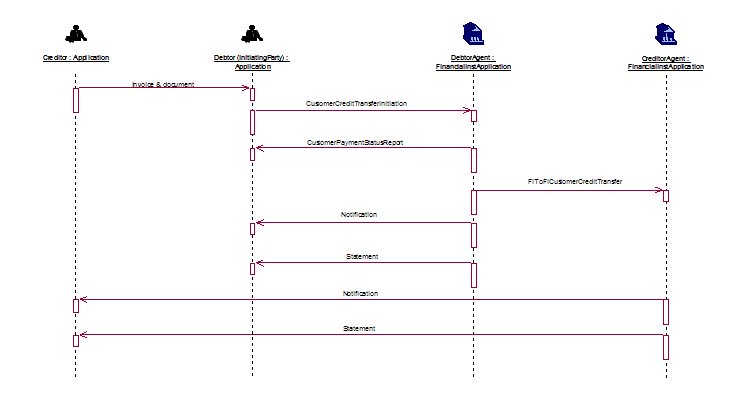 Creditor : Application
Debtor (InitiatingParty) :
Application
DebtorAgent :
FinancialInstApplication
CreditorAgent :
FinancialInstApplication
Invoice & document
CustomerCreditTransferInitiation
CustomerPaymentStatusReport
FIToFICustomerCreditTransfer
Notification
Statement
Notification
Statement